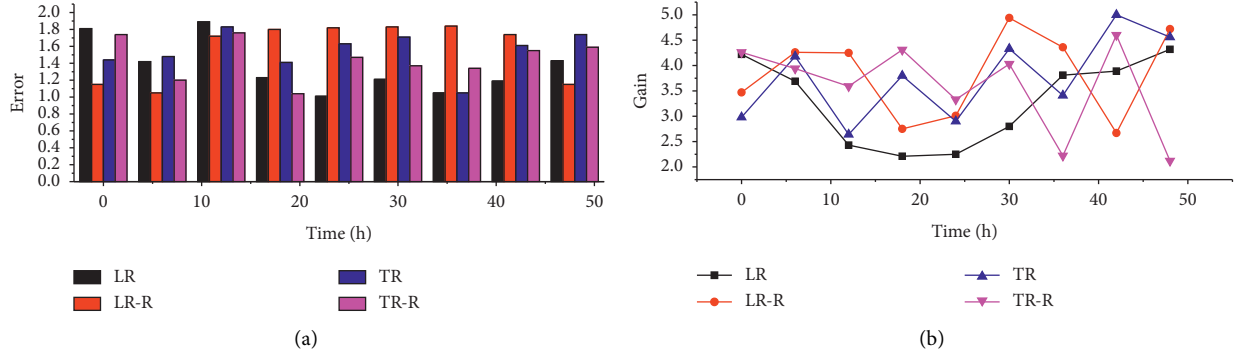 2.0
1.8
1.6
1.4
1.2
1.0
0.8
0.6
0.4
0.2
0.0
Error
0 10 20 30 40 50
Time (h)
LR TR
LR-R TR-R
(a)
5.0
4.5
4.0
3.5
3.0
2.5
2.0
Gain
0 10 20 30 40 50
Time (h)
LR TR
LR-R TR-R
(b)